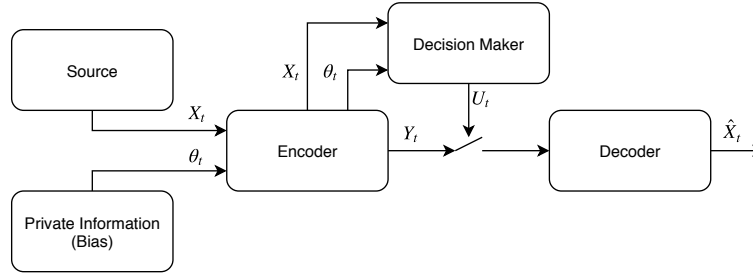 Decision Maker
Source
X_t
θ_t
U_t
X_t
Y_t
X̂_t
θ_t
Encoder
Decoder
Private Information
(Bias)